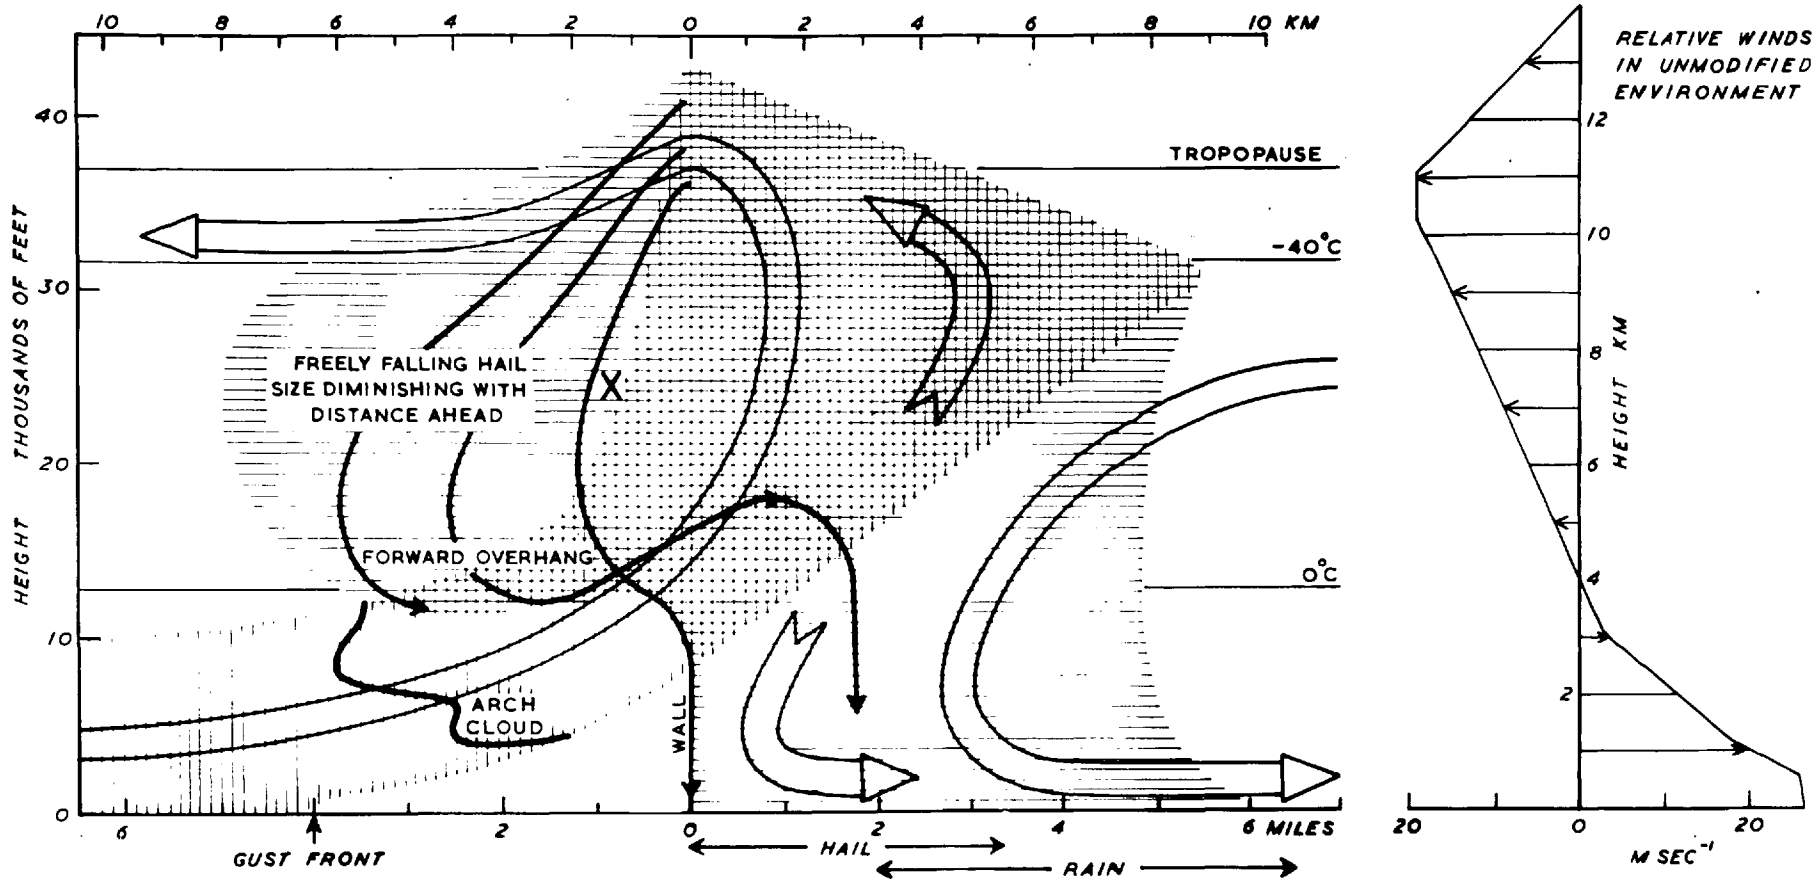 10 8 6 4 2 0 2 4 6 8 10 KM
RELATIVE WINDS
IN UNMODIFIED
ENVIRONMENT
HEIGHT THOUSANDS OF FEET
40
30
20
10
0
TROPOPAUSE
-40°C
0°C
FREELY FALLING HAIL
SIZE DIMINISHING WITH
DISTANCE AHEAD
X
FORWARD OVERHANG
ARCH
CLOUD
WALL
6 2 0 2 4 6 MILES
GUST FRONT
HAIL
RAIN
12
10
8
6
4
2
HEIGHT KM
20 0 20
M SEC⁻¹